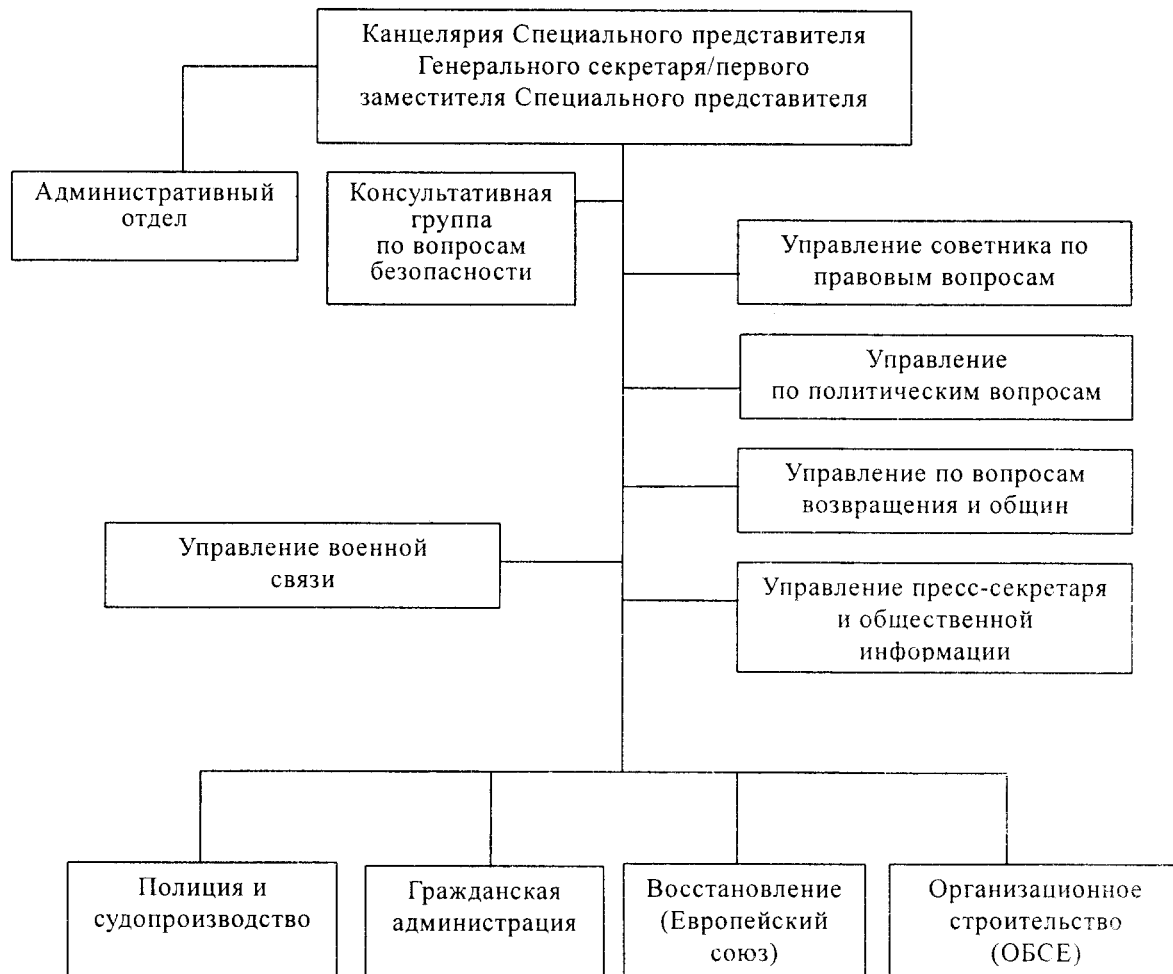 Канцелярия Специального представителя
Генерального секретаря/первого
заместителя Специального представителя
Административный
отдел
Консультативная
группа
по вопросам
безопасности
Управление советника по
правовым вопросам
Управление
по политическим вопросам
Управление по вопросам
возвращения и общин
Управление военной
связи
Управление пресс-секретаря
и общественной
информации
Полиция и
судопроизводство
Гражданская
администрация
Восстановление
(Европейский
союз)
Организационное
строительство
(ОБСЕ)